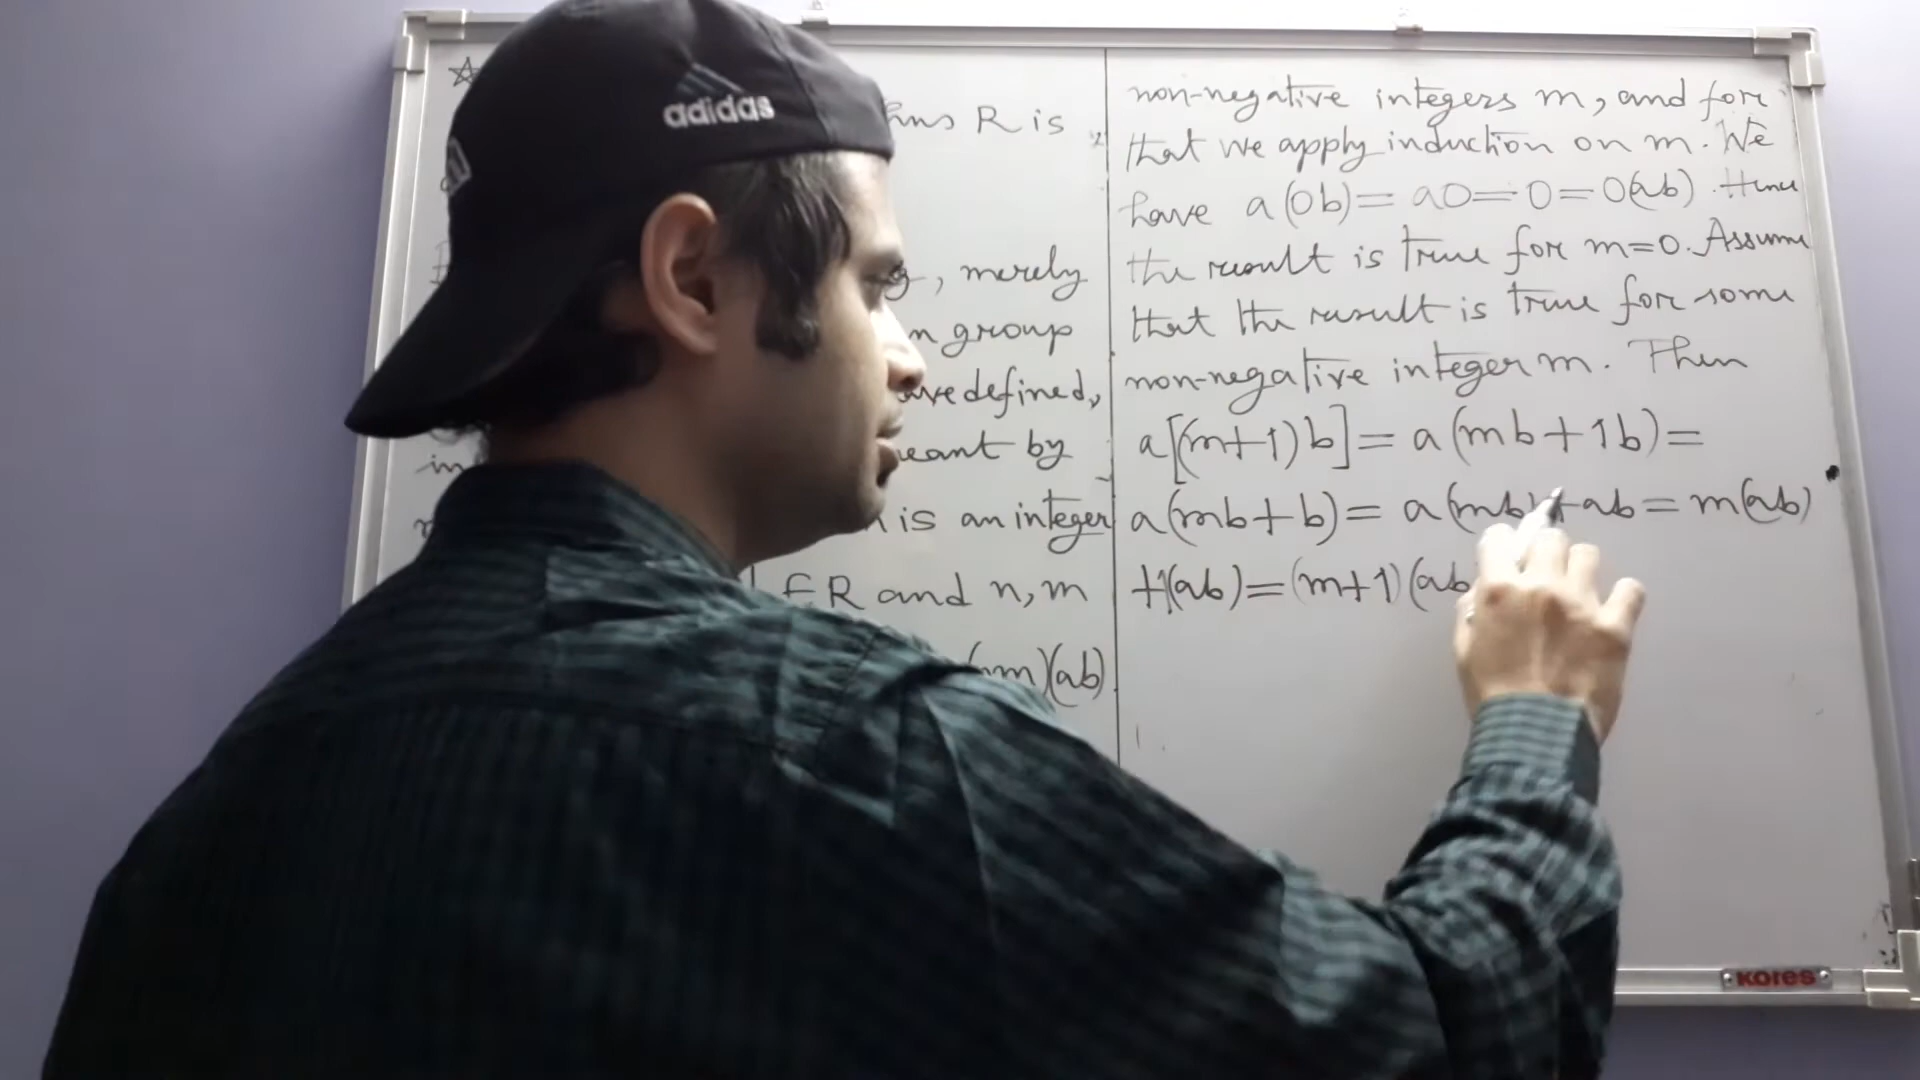 adidas
R is
, merely
group
defined,
by
is an integer
R and n, m
(ab)
non-negative integers m, and for
that we apply induction on m. We
have a(0b) = a0 = 0 = 0(ab). Hence
the result is true for m=0. Assume
that the result is true for some
non-negative integer m. Then
a[(m+1)b] = a(mb+1b) =
a(mb+b) = a(mb)+ab = m(ab)
+1(ab) = (m+1)(ab
Kores